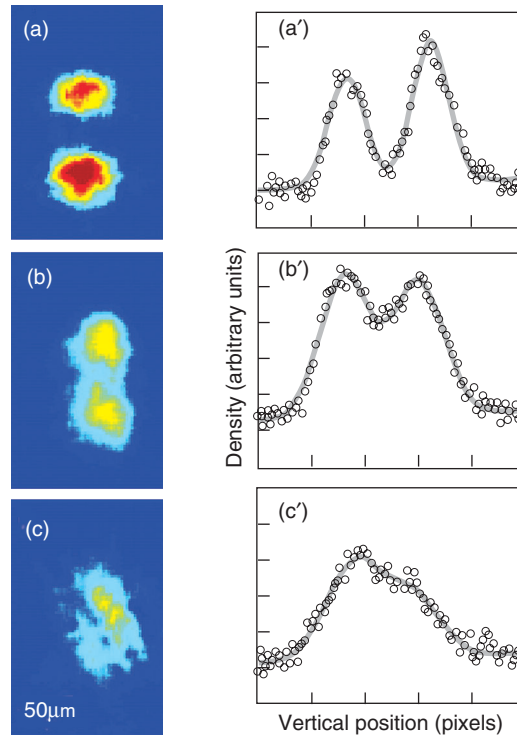 (a)
(a′)
(b)
(b′)
Density (arbitrary units)
(c)
(c′)
50μm
Vertical position (pixels)